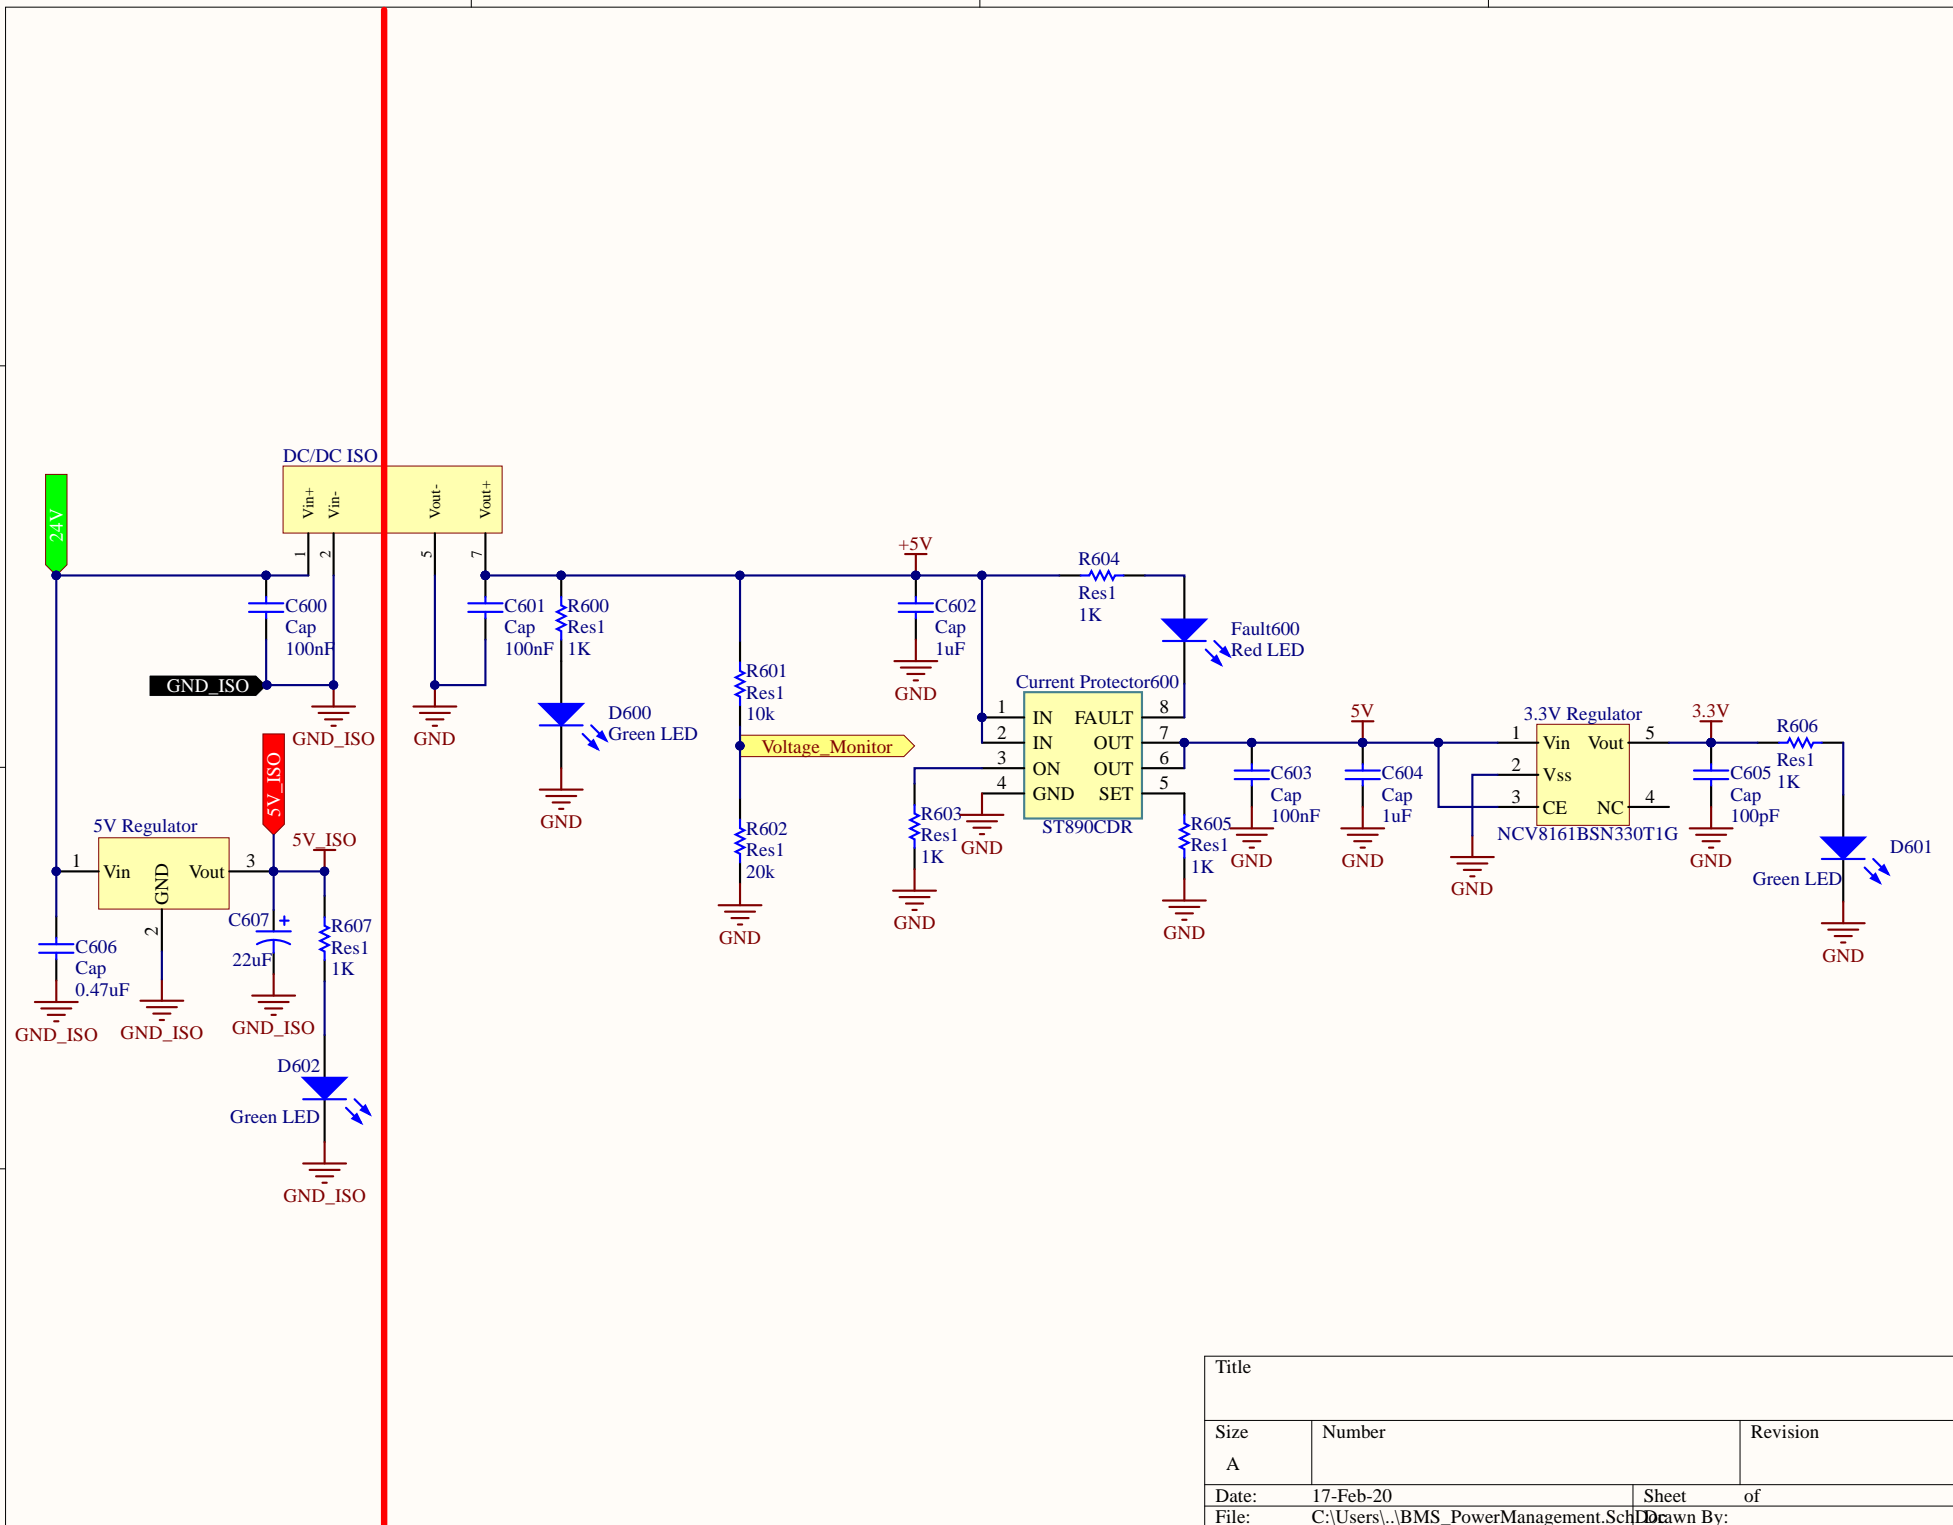 DC/DC ISO
24V
Vin+
Vin-
Vout-
Vout+
1
2
5
7
C600
Cap
100nF
GND_ISO
GND_ISO
GND
C601
Cap
100nF
R600
Res1
1K
D600
Green LED
GND
R601
Res1
10k
Voltage_Monitor
R602
Res1
20k
GND
+5V
C602
Cap
1uF
GND
R604
Res1
1K
Fault600
Red LED
Current Protector600
1 IN FAULT 8
2 IN OUT 7
3 ON OUT 6
4 GND SET 5
ST890CDR
R603
Res1
1K
GND
GND
R605
Res1
1K
GND
C603
Cap
100nF
GND
5V
C604
Cap
1uF
GND
3.3V Regulator
1 Vin Vout 5
2 Vss
3 CE NC 4
NCV8161BSN330T1G
GND
3.3V
C605
Cap
100pF
GND
R606
Res1
1K
D601
Green LED
GND
5V_ISO
5V_ISO
5V Regulator
1 Vin Vout 3
GND
2
C606
Cap
0.47uF
GND_ISO
GND_ISO
C607
+
22uF
GND_ISO
R607
Res1
1K
D602
Green LED
GND_ISO
Title
Size Number Revision
A
Date: 17-Feb-20 Sheet of
File: C:\Users\..\BMS_PowerManagement.SchDoc Drawn By: